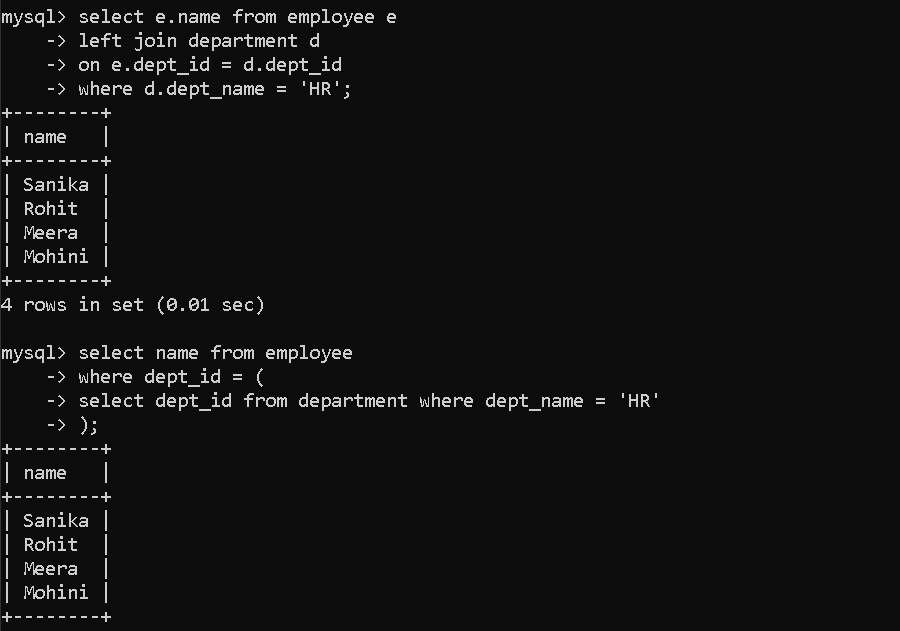 mysql> select e.name from employee e
    -> left join department d
    -> on e.dept_id = d.dept_id
    -> where d.dept_name = 'HR';
+--------+
| name   |
+--------+
| Sanika |
| Rohit  |
| Meera  |
| Mohini |
+--------+
4 rows in set (0.01 sec)

mysql> select name from employee
    -> where dept_id = (
    -> select dept_id from department where dept_name = 'HR'
    -> );
+--------+
| name   |
+--------+
| Sanika |
| Rohit  |
| Meera  |
| Mohini |
+--------+